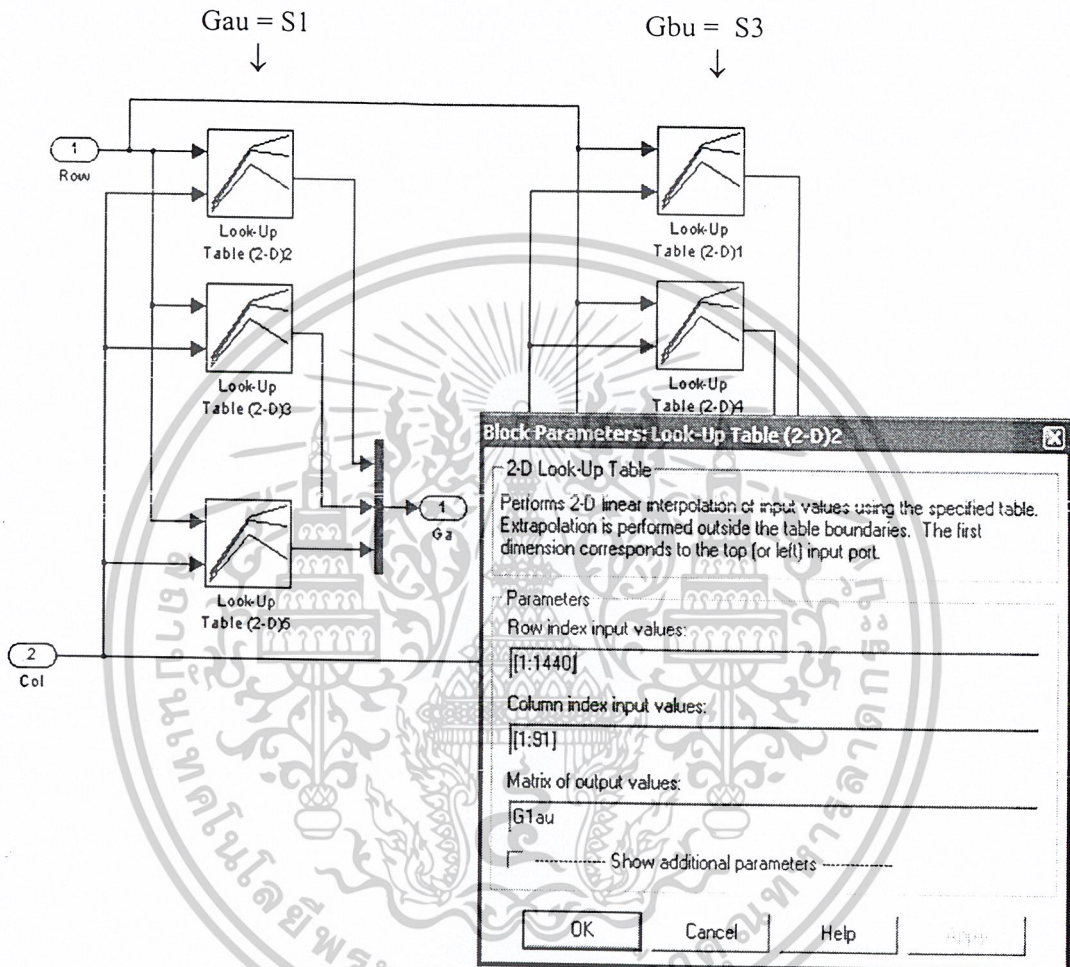 Gau = S1
Gbu = S3
↓
↓
1
Row
Look-Up
Table (2-D)2
Look-Up
Table (2-D)1
Look-Up
Table (2-D)3
Look-Up
Table (2-D)4
1
Ga
Look-Up
Table (2-D)5
2
Col
Block Parameters: Look-Up Table (2-D)2
2-D Look-Up Table
Performs 2-D linear interpolation of input values using the specified table.
Extrapolation is performed outside the table boundaries. The first
dimension corresponds to the top (or left) input port.
Parameters
Row index input values:
[1:1440]
Column index input values:
[1:91]
Matrix of output values:
G1au
---------- Show additional parameters ----------
OK
Cancel
Help
Apply